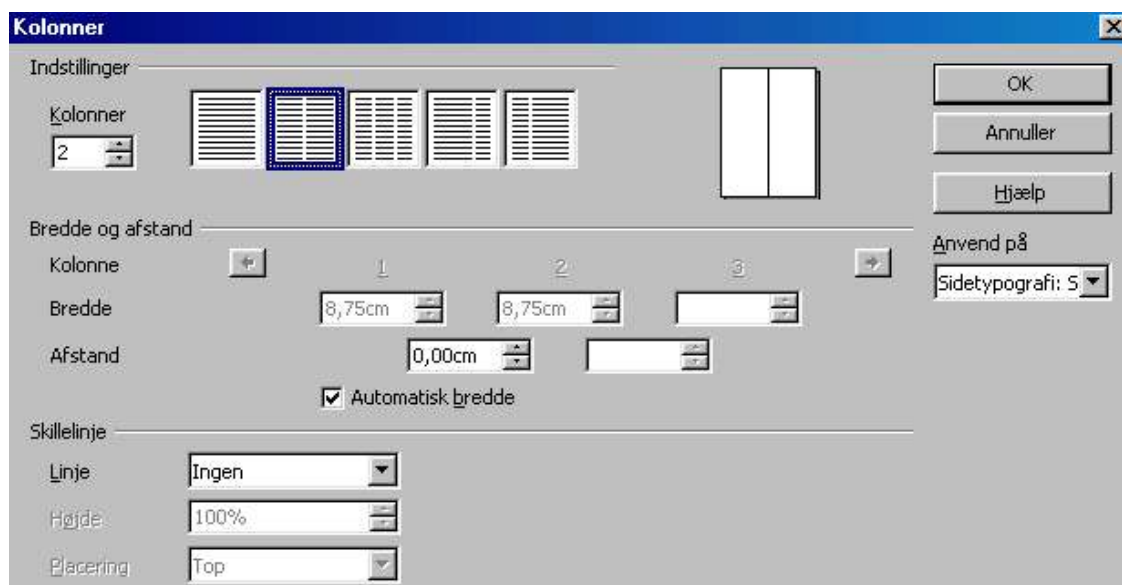 Kolonner
Indstillinger
Kolonner
2
OK
Annuller
Hjælp
Anvend på
Sidetypografi: S
Bredde og afstand
Kolonne 1 2 3
Bredde 8,75cm 8,75cm
Afstand 0,00cm
Automatisk bredde
Skillelinje
Linje Ingen
Højde 100%
Placering Top